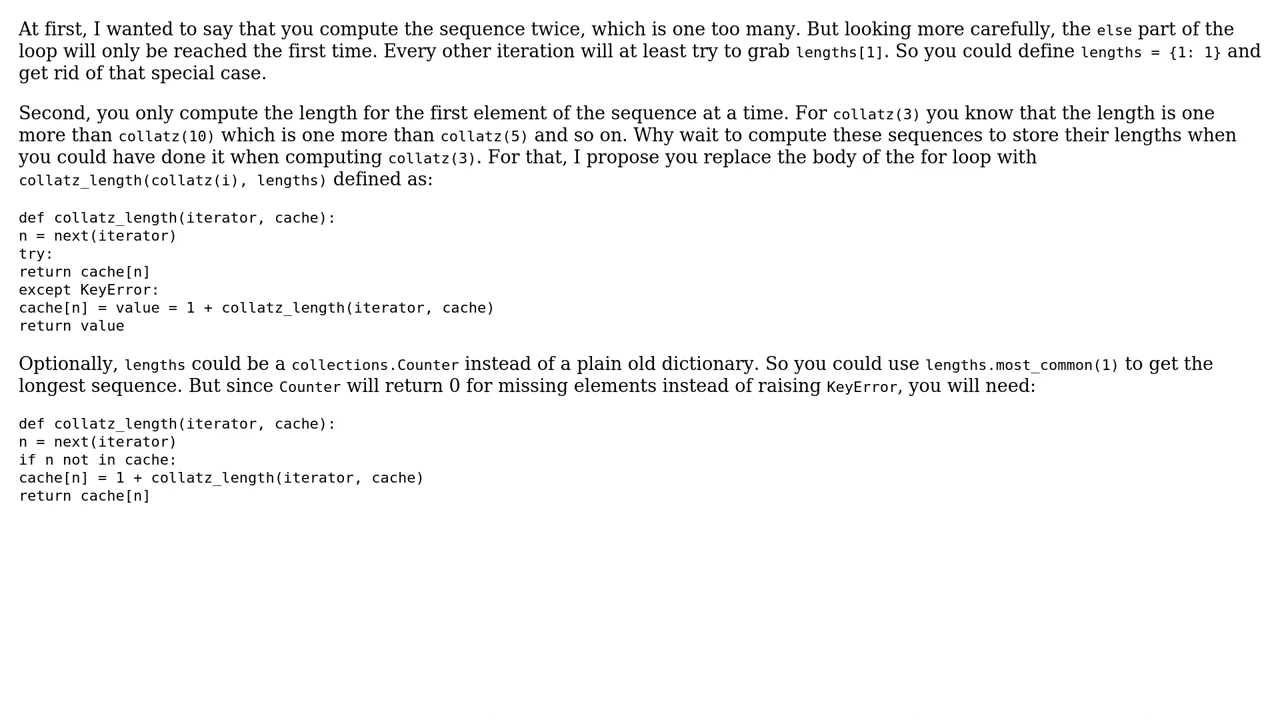 At first, I wanted to say that you compute the sequence twice, which is one too many. But looking more carefully, the else part of the
loop will only be reached the first time. Every other iteration will at least try to grab lengths[1]. So you could define lengths = {1: 1} and
get rid of that special case.
Second, you only compute the length for the first element of the sequence at a time. For collatz(3) you know that the length is one
more than collatz(10) which is one more than collatz(5) and so on. Why wait to compute these sequences to store their lengths when
you could have done it when computing collatz(3). For that, I propose you replace the body of the for loop with
collatz_length(collatz(i), lengths) defined as:
def collatz_length(iterator, cache):
n = next(iterator)
try:
return cache[n]
except KeyError:
cache[n] = value = 1 + collatz_length(iterator, cache)
return value
Optionally, lengths could be a collections.Counter instead of a plain old dictionary. So you could use lengths.most_common(1) to get the
longest sequence. But since Counter will return 0 for missing elements instead of raising KeyError, you will need:
def collatz_length(iterator, cache):
n = next(iterator)
if n not in cache:
cache[n] = 1 + collatz_length(iterator, cache)
return cache[n]